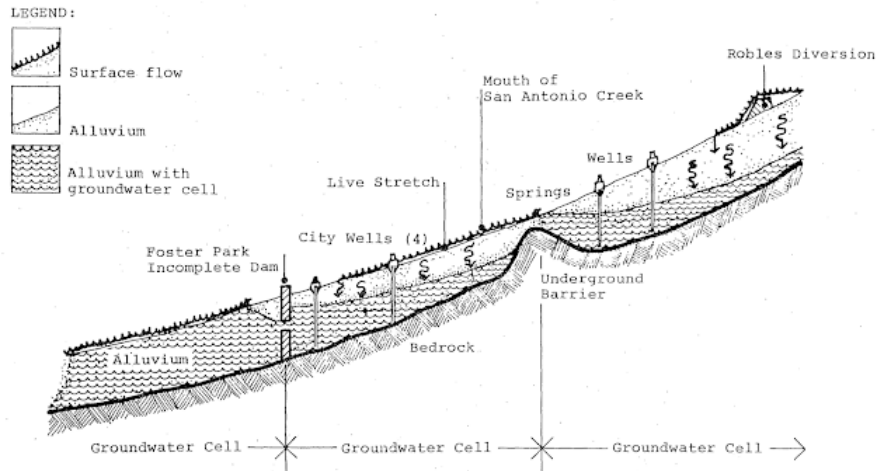 LEGEND:
Surface flow
Alluvium
Alluvium with
groundwater cell
Robles Diversion
Mouth of
San Antonio Creek
Wells
Live Stretch
Springs
City Wells (4)
Foster Park
Incomplete Dam
Underground
Barrier
Bedrock
Alluvium
Groundwater Cell
Groundwater Cell
Groundwater Cell